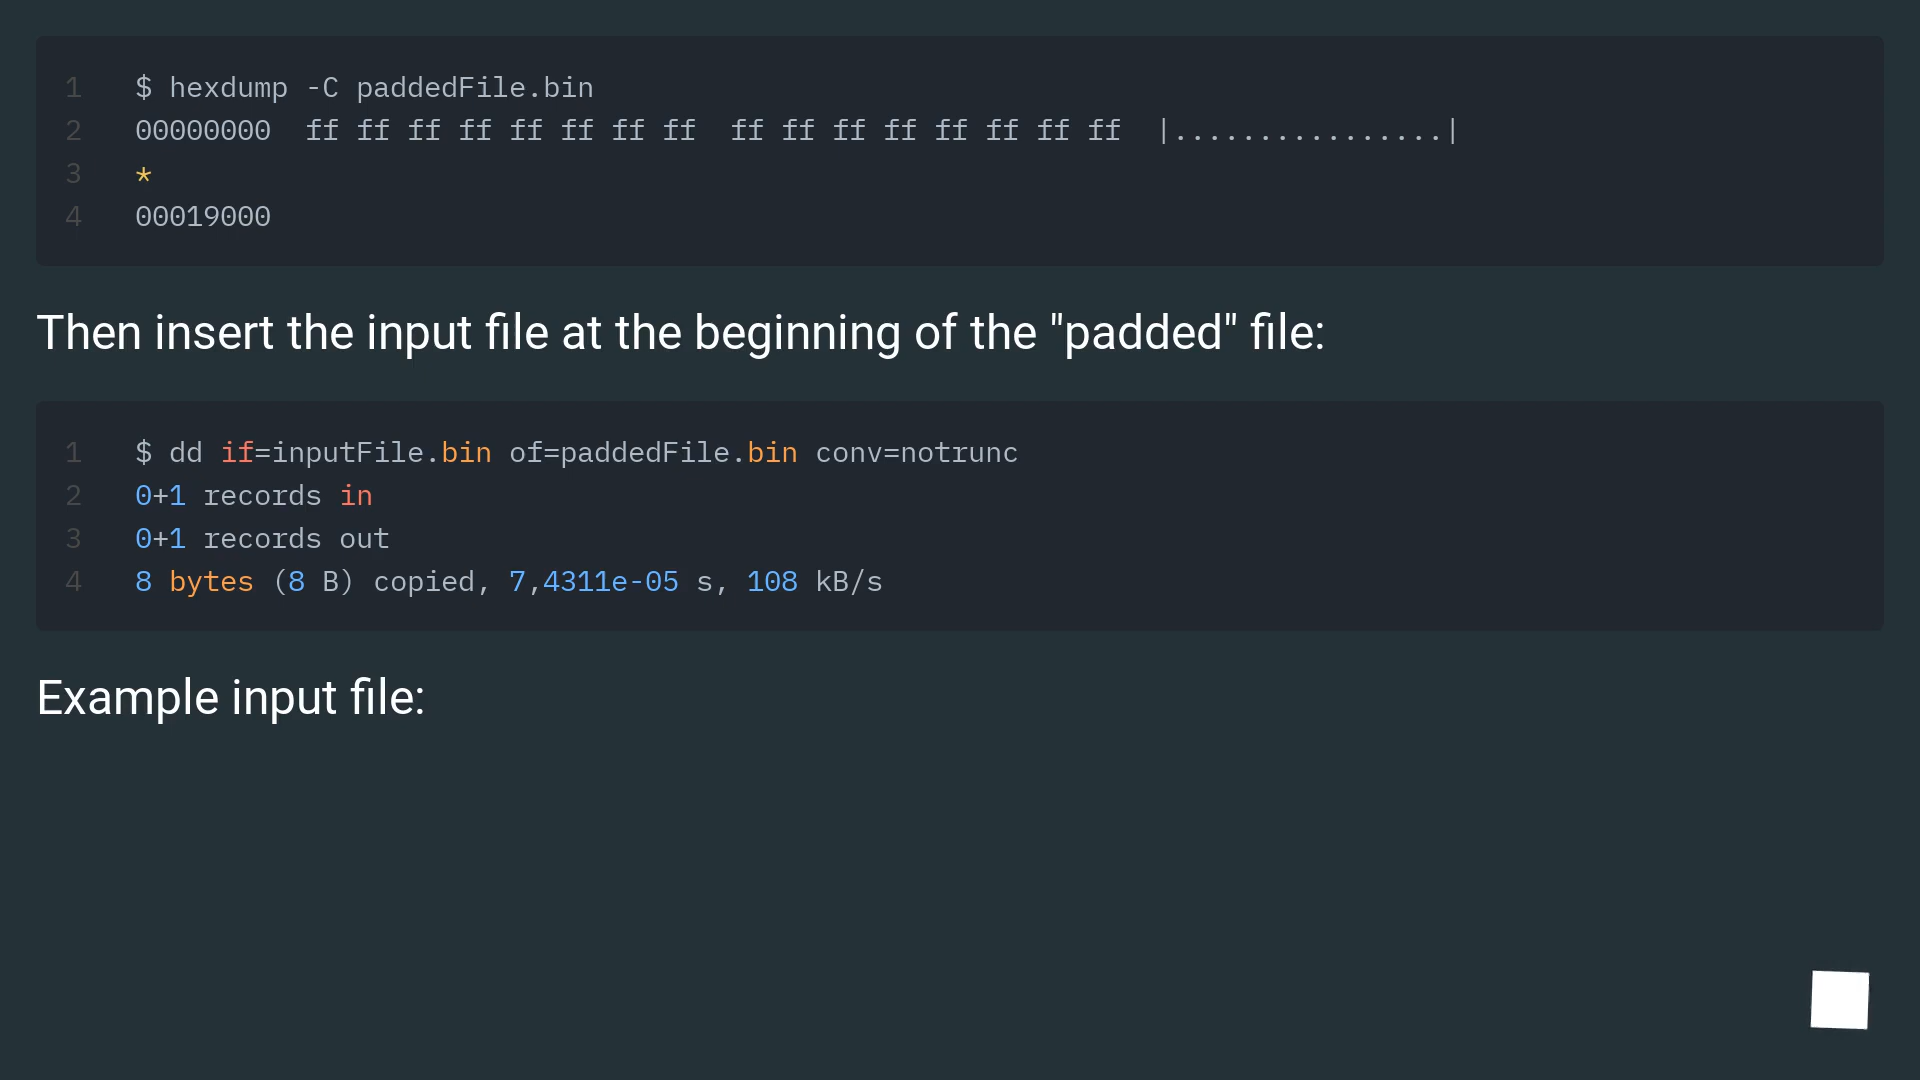 1 $ hexdump -C paddedFile.bin
2 00000000  ff ff ff ff ff ff ff ff  ff ff ff ff ff ff ff ff  |................|
3 *
4 00019000
Then insert the input file at the beginning of the "padded" file:
1 $ dd if=inputFile.bin of=paddedFile.bin conv=notrunc
2 0+1 records in
3 0+1 records out
4 8 bytes (8 B) copied, 7,4311e-05 s, 108 kB/s
Example input file: